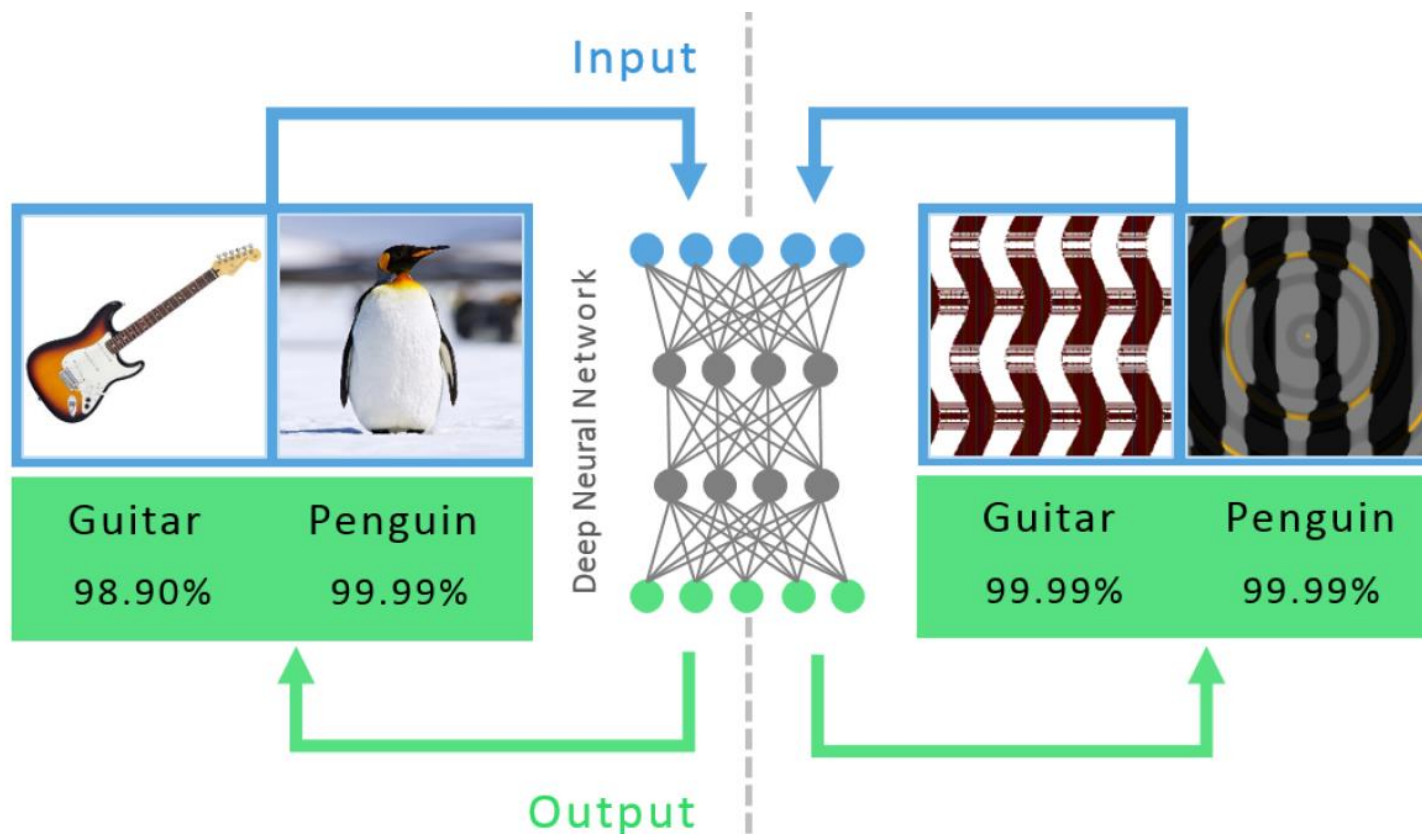 Input
Deep Neural Network
Guitar Penguin
98.90% 99.99%
Guitar Penguin
99.99% 99.99%
Output